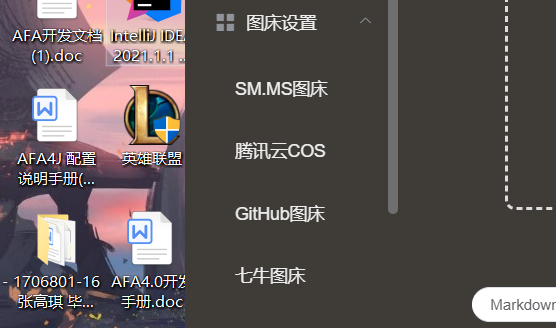 AFA开发文档
(1).doc
IntelliJ IDEA
2021.1.1 ...
AFA4J 配置
说明手册(...
英雄联盟
- 1706801-16
张高琪 毕...
AFA4.0开发
手册.doc
图床设置
SM.MS图床
腾讯云COS
GitHub图床
七牛图床
Markdown